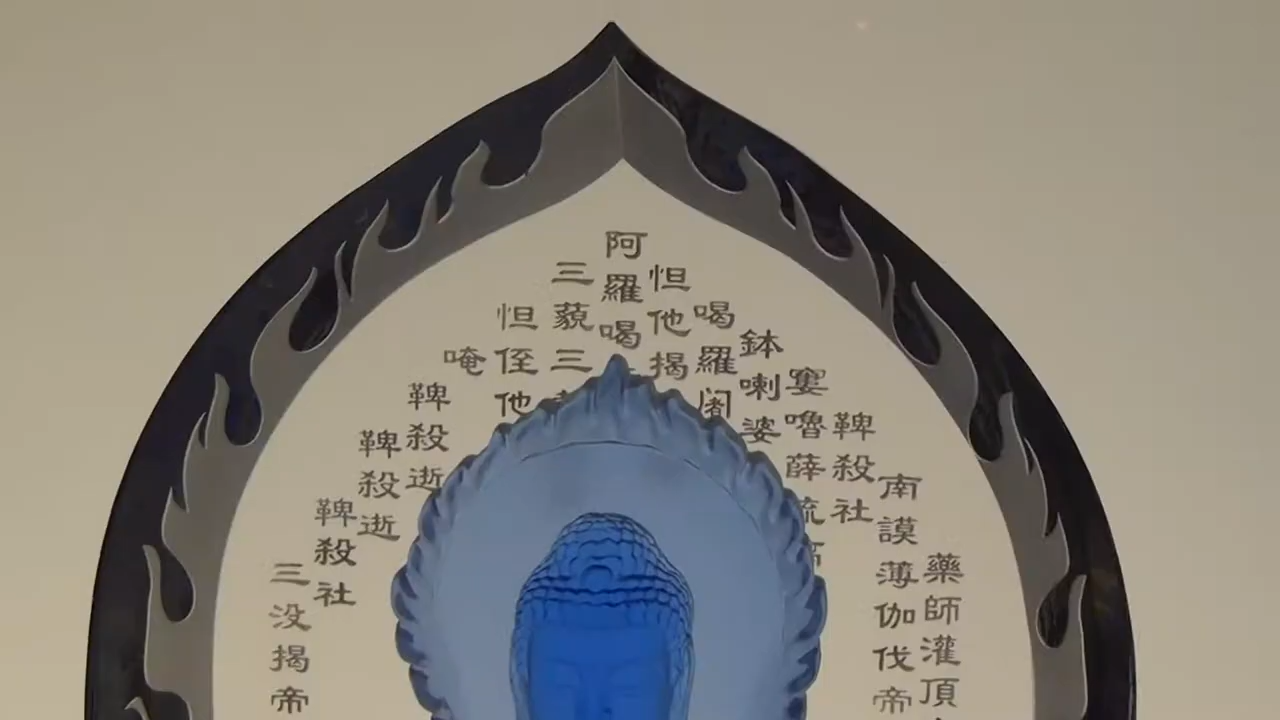 藥師灌頂
南謨薄伽伐帝
鞞殺社
窶嚕薛琉
鉢喇婆
喝羅闍
怛他揭
阿羅喝
三藐三
怛侄他
唵
鞞殺逝
鞞殺逝
鞞殺社
三没揭帝